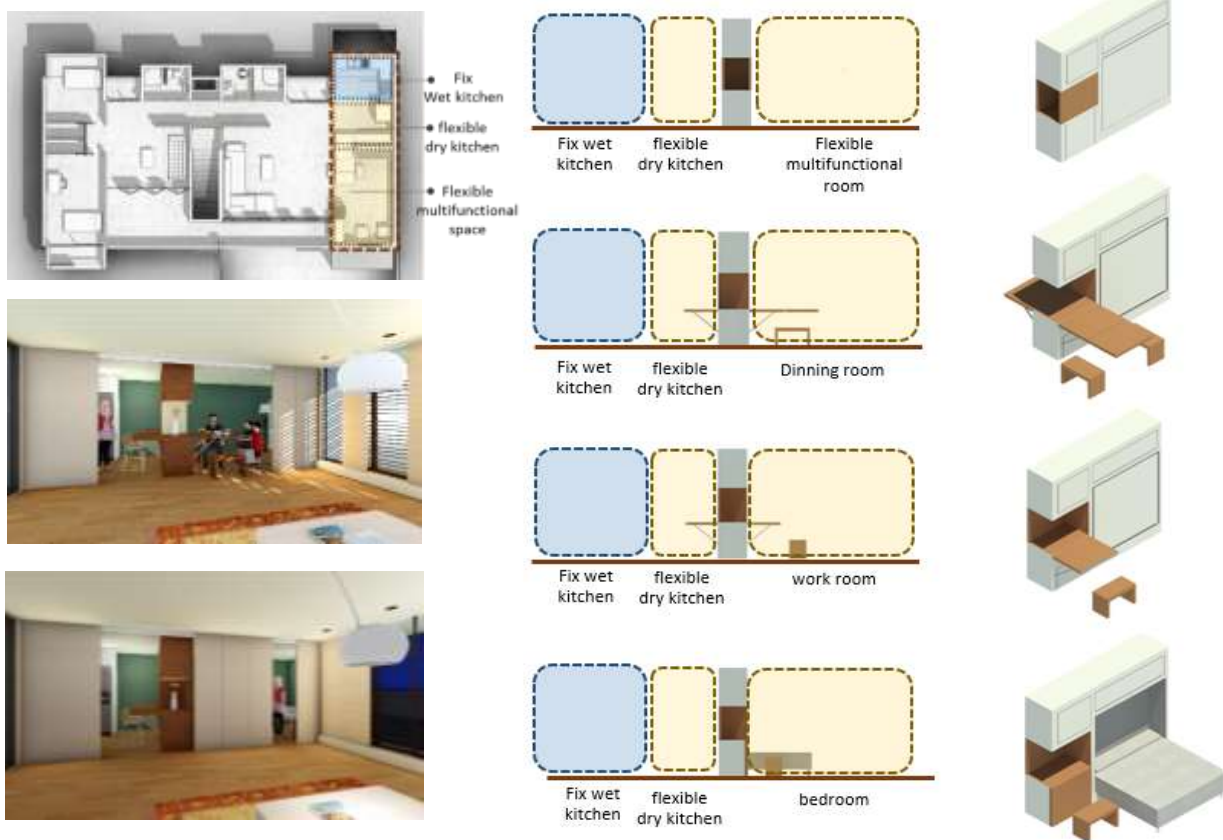 Fix
Wet kitchen
flexible
dry kitchen
Flexible
multifunctional
space
Fix wet
kitchen
flexible
dry kitchen
Flexible
multifunctional
room
Fix wet
kitchen
flexible
dry kitchen
Dinning room
Fix wet
kitchen
flexible
dry kitchen
work room
Fix wet
kitchen
flexible
dry kitchen
bedroom